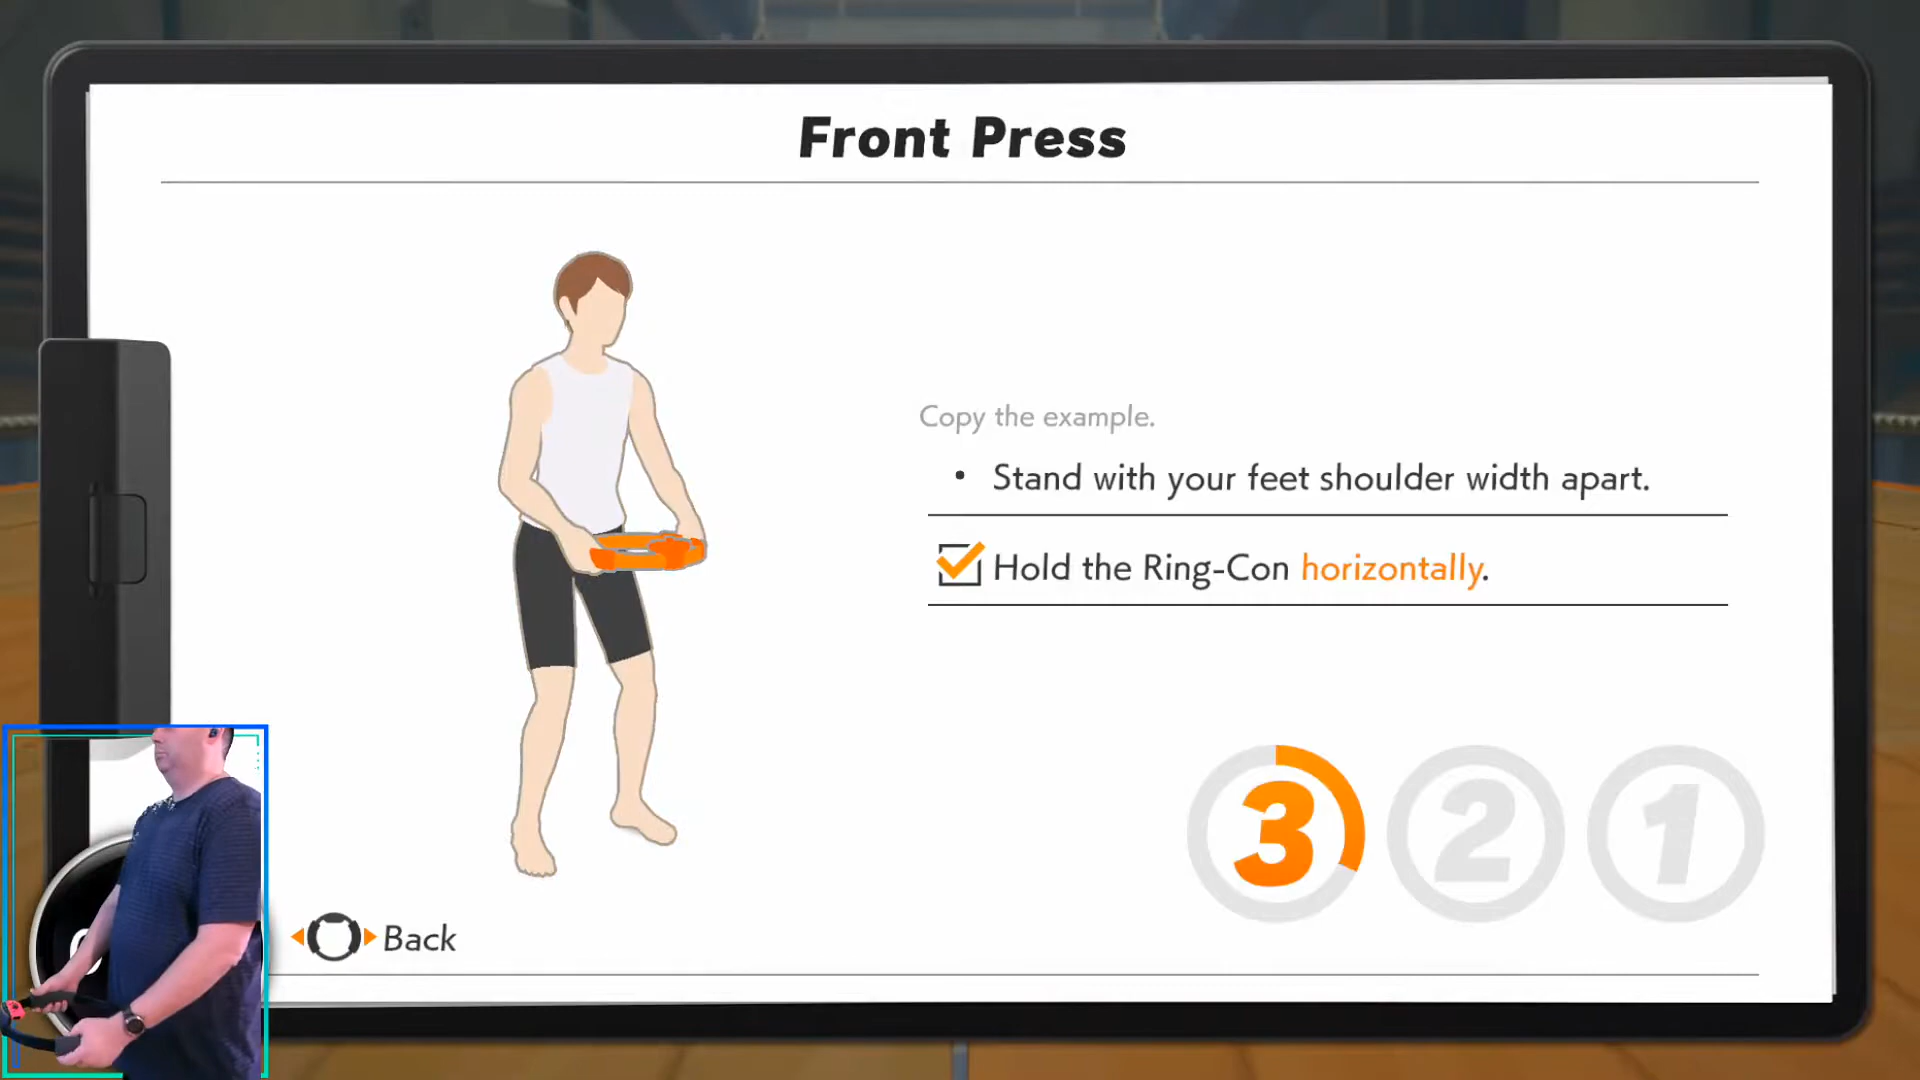 Front Press
Copy the example.
• Stand with your feet shoulder width apart.
Hold the Ring-Con horizontally.
3 2 1
Back